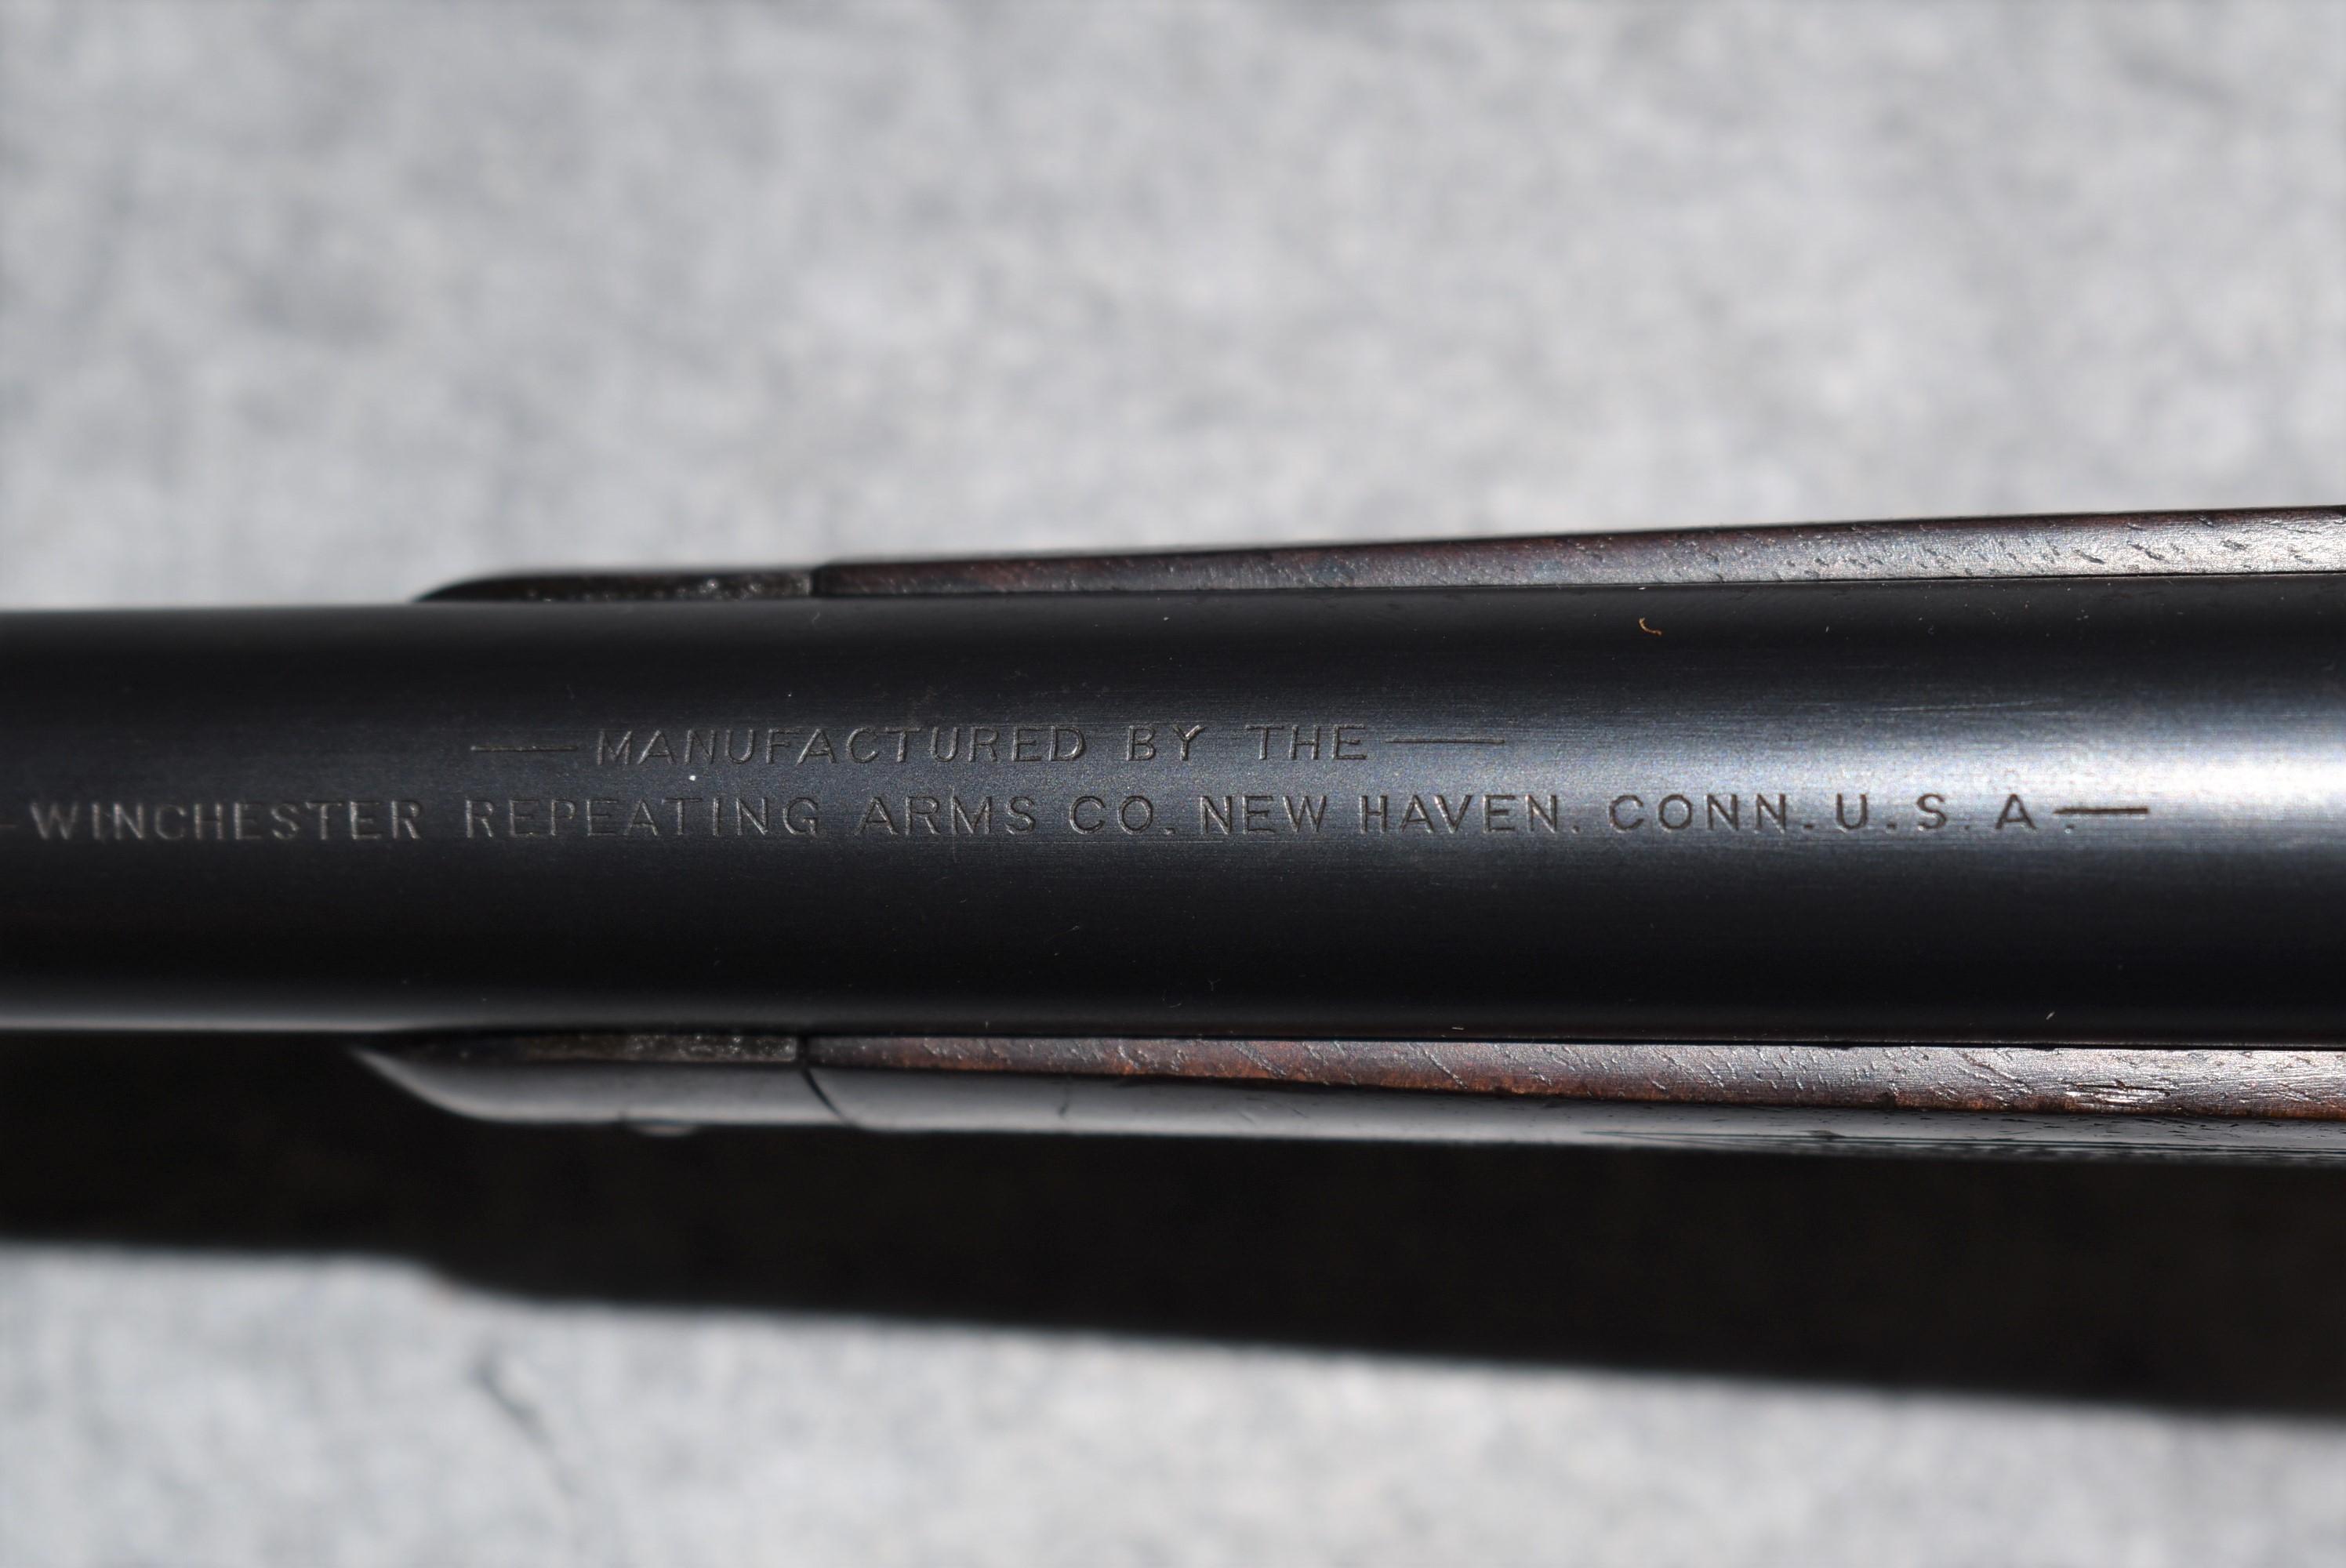 — MANUFACTURED BY THE —
— WINCHESTER REPEATING ARMS CO. NEW HAVEN. CONN. U. S. A. —